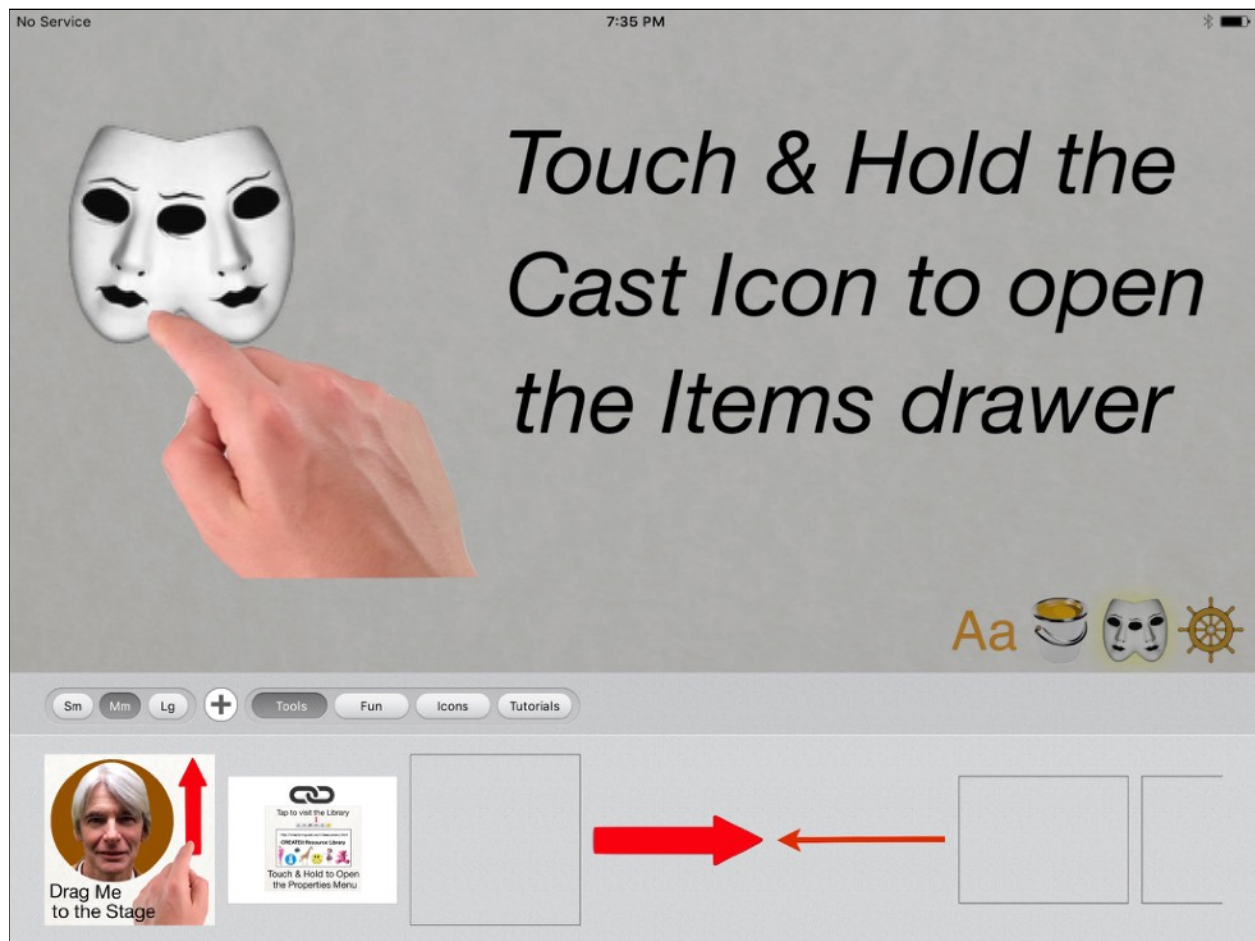 No Service
7:35 PM
Touch & Hold the
Cast Icon to open
the Items drawer
Aa
Sm
Mm
Lg
Tools
Fun
Icons
Tutorials
Drag Me
to the Stage
Tap to visit the Library
CREATEit Resource Library
Touch & Hold to Open
the Properties Menu